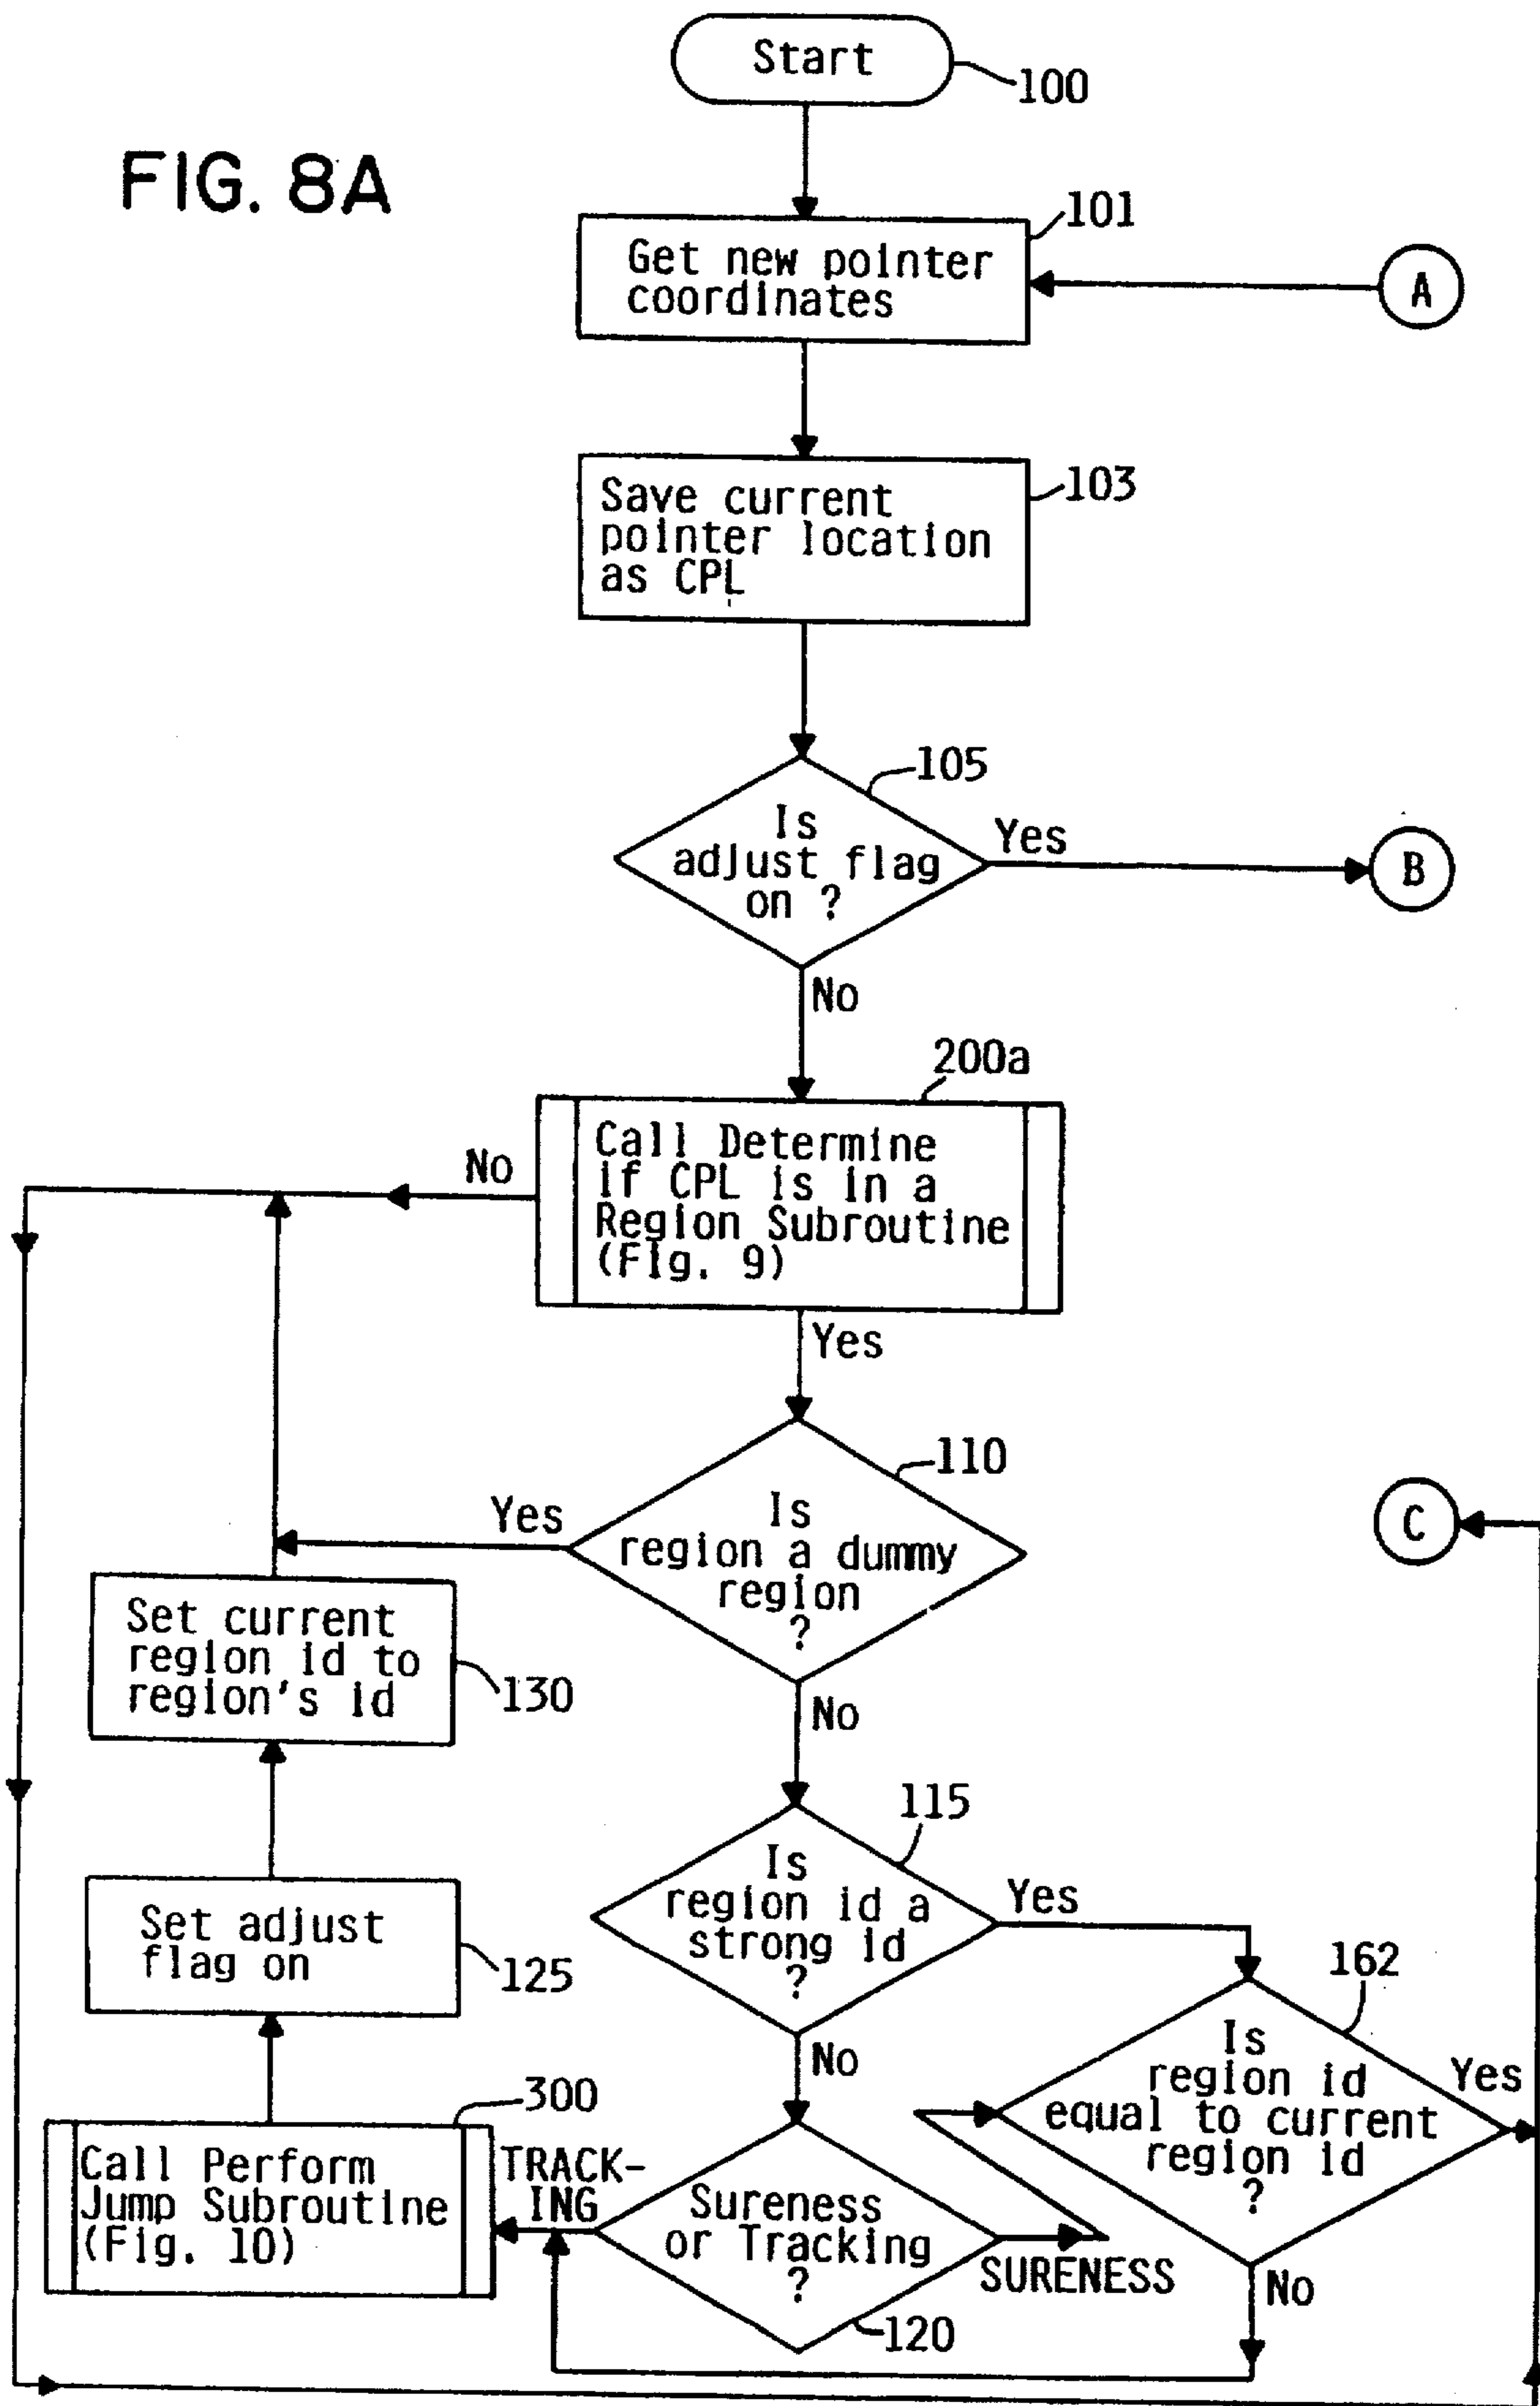 Start
100
FIG. 8A
101
Get new pointer
coordinates
A
Save current
pointer location
as CPL
103
105
Is
adjust flag
on ?
Yes
B
No
200a
Call Determine
if CPL is in a
Region Subroutine
(Fig. 9)
No
Yes
110
Is
region a dummy
region
?
Yes
C
Set current
region id to
region's id
130
No
115
Is
region id a
strong id
?
Yes
Set adjust
flag on
125
162
Is
region id
equal to current
region id
?
Yes
No
300
Call Perform
Jump Subroutine
(Fig. 10)
TRACK-
ING
Sureness
or Tracking
?
SURENESS
No
120